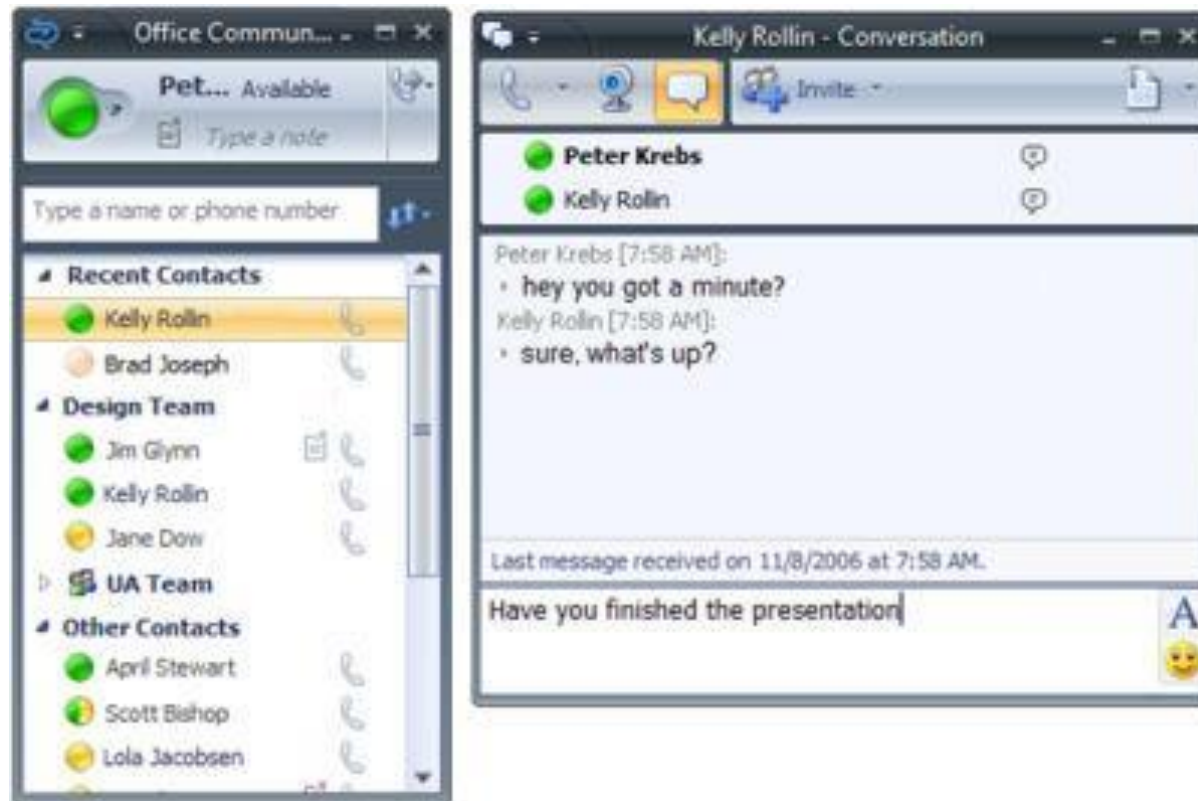 Office Commun...
Pet... Available
Type a note
Type a name or phone number
Recent Contacts
Kelly Rollin
Brad Joseph
Design Team
Jim Glynn
Kelly Rollin
Jane Dow
UA Team
Other Contacts
April Stewart
Scott Bishop
Lola Jacobsen
Kelly Rollin - Conversation
Invite
Peter Krebs
Kelly Rollin
Peter Krebs [7:58 AM]:
hey you got a minute?
Kelly Rollin [7:58 AM]:
sure, what's up?
Last message received on 11/8/2006 at 7:58 AM.
Have you finished the presentation
A